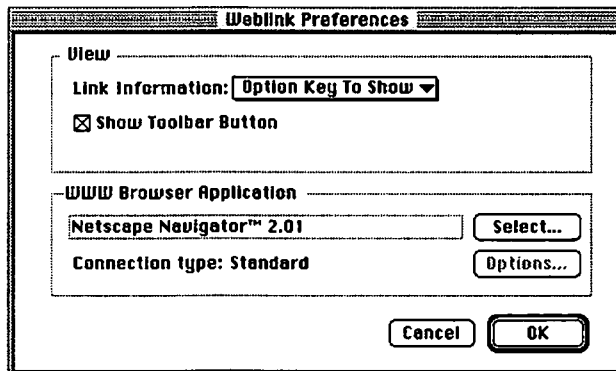 Weblink Preferences
View
Link Information: Option Key To Show
Show Toolbar Button
WWW Browser Application
Netscape Navigator™ 2.01
Select...
Connection type: Standard
Options...
Cancel
OK